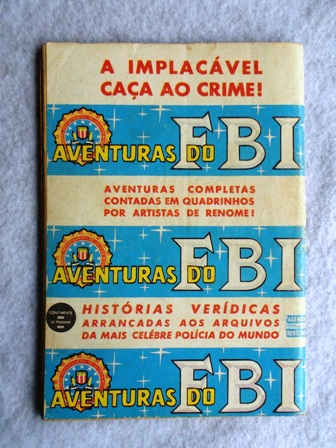 A IMPLACÁVEL
CAÇA AO CRIME!
AVENTURAS DO FBI
AVENTURAS COMPLETAS
CONTADAS EM QUADRINHOS
POR ARTISTAS DE RENOME!
AVENTURAS DO FBI
HISTÓRIAS VERÍDICAS
ARRANCADAS AOS ARQUIVOS
DA MAIS CÉLEBRE POLÍCIA DO MUNDO
CONTINENTE
AVENTURAS DO FBI